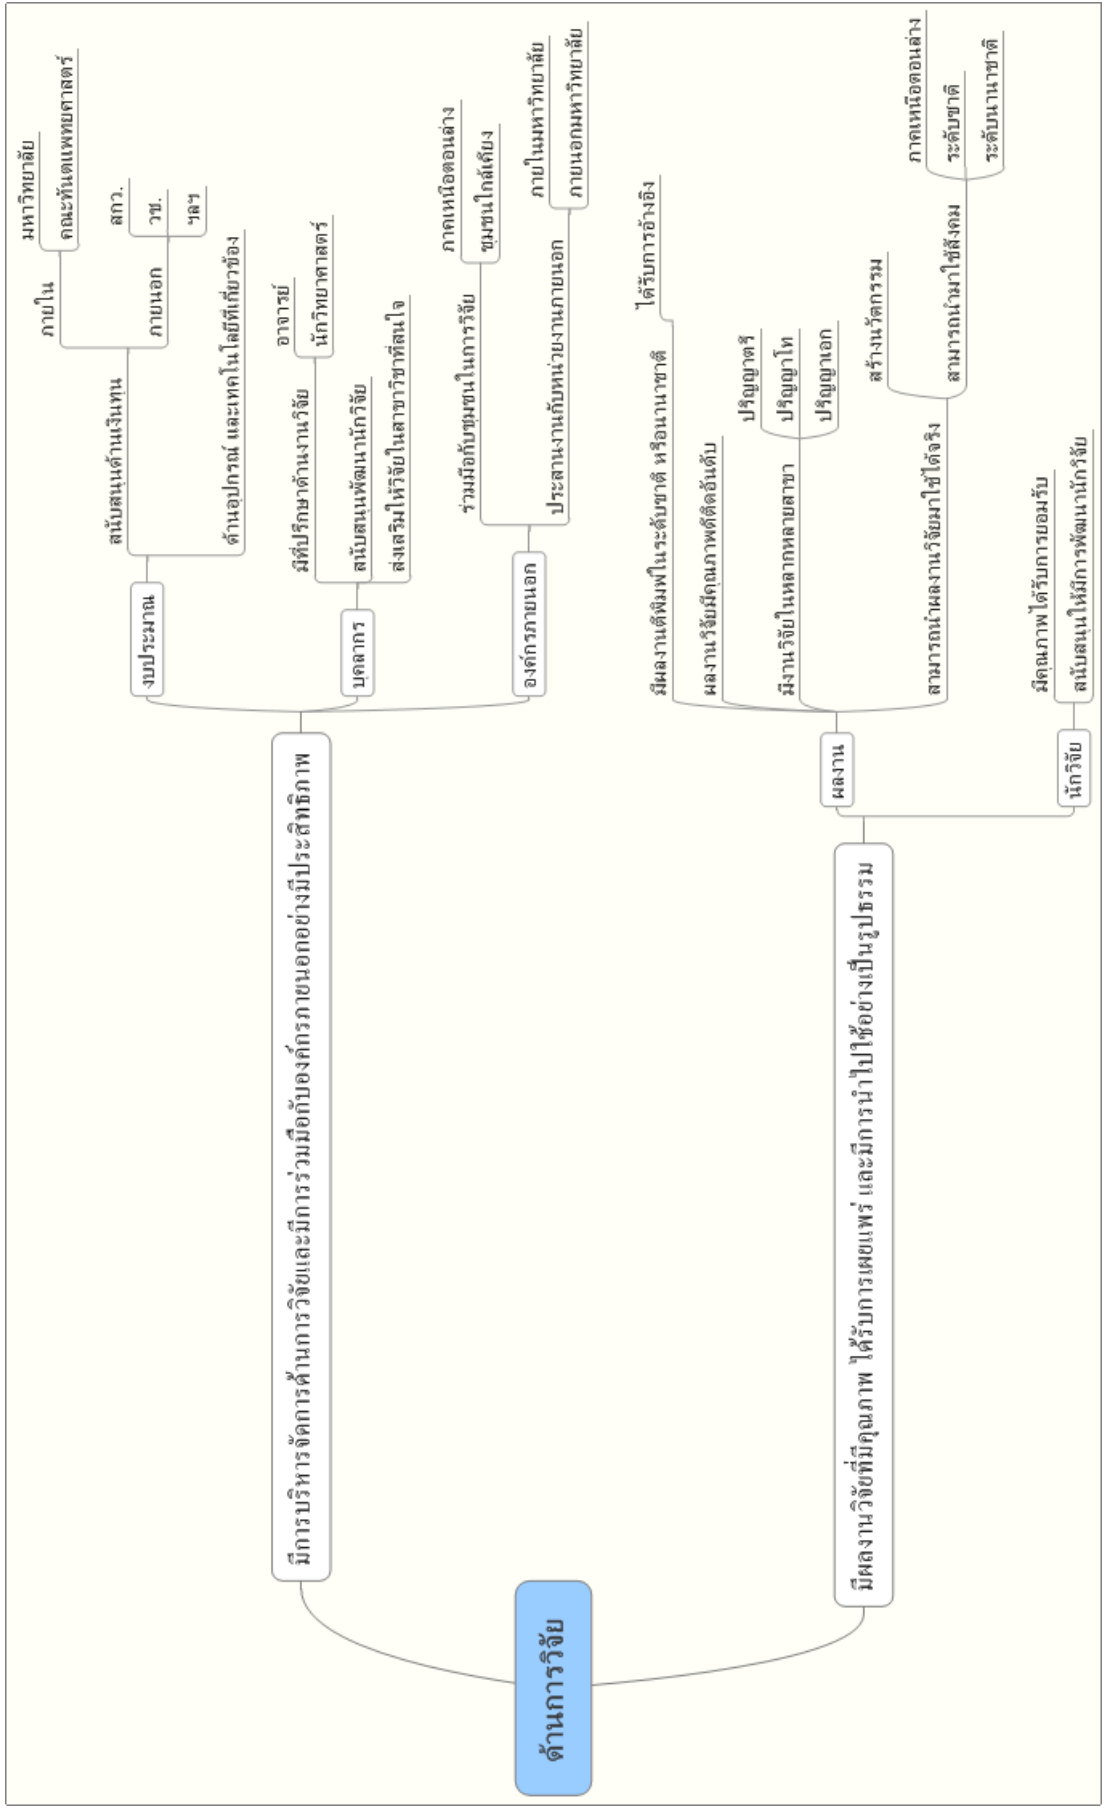 ด้านการวิจัย
มีการบริหารจัดการด้านการวิจัยและมีการร่วมมือกับองค์กรภายนอกอย่างมีประสิทธิภาพ
งบประมาณ
สนับสนุนด้านเงินทุน
ภายใน
มหาวิทยาลัย
คณะทันตแพทยศาสตร์
ภายนอก
สกว.
วช.
ฯลฯ
ด้านอุปกรณ์ และเทคโนโลยีที่เกี่ยวข้อง
บุคลากร
มีที่ปรึกษาด้านงานวิจัย
อาจารย์
นักวิทยาศาสตร์
สนับสนุนพัฒนานักวิจัย
ส่งเสริมให้วิจัยในสาขาวิชาที่สนใจ
องค์กรภายนอก
ร่วมมือกับชุมชนในการวิจัย
ภาคเหนือตอนล่าง
ชุมชนใกล้เคียง
ประสานงานกับหน่วยงานภายนอก
ภายในมหาวิทยาลัย
ภายนอกมหาวิทยาลัย
มีผลงานวิจัยที่มีคุณภาพ ได้รับการเผยแพร่ และมีการนำไปใช้อย่างเป็นรูปธรรม
ผลงาน
มีผลงานตีพิมพ์ในระดับชาติ หรือนานาชาติ
ได้รับการอ้างอิง
ผลงานวิจัยมีคุณภาพดีติดอันดับ
มีงานวิจัยในหลากหลายสาขา
ปริญญาตรี
ปริญญาโท
ปริญญาเอก
สามารถนำผลงานวิจัยมาใช้ได้จริง
สร้างนวัตกรรม
สามารถนำมาใช้สังคม
ภาคเหนือตอนล่าง
ระดับชาติ
ระดับนานาชาติ
นักวิจัย
มีคุณภาพได้รับการยอมรับ
สนับสนุนให้มีการพัฒนานักวิจัย